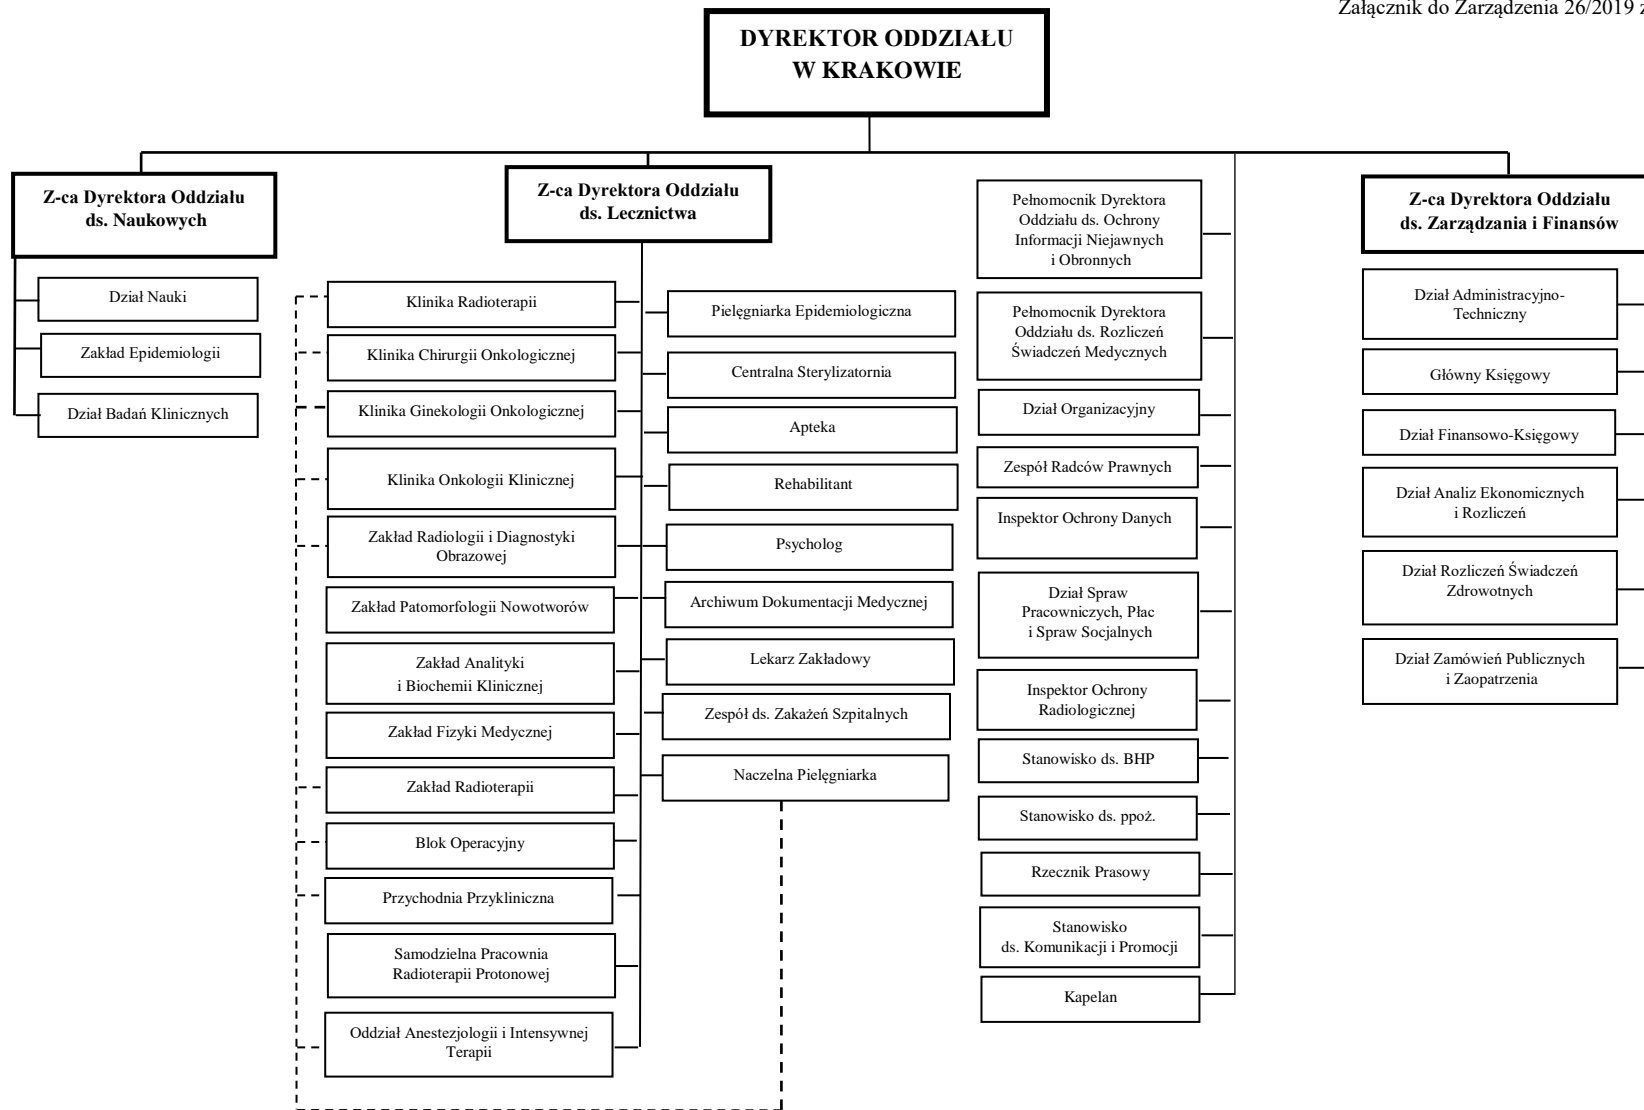 Załącznik do Zarządzenia 26/2019 z
DYREKTOR ODDZIAŁU
W KRAKOWIE
Z-ca Dyrektora Oddziału
ds. Naukowych
Dział Nauki
Zakład Epidemiologii
Dział Badań Klinicznych
Z-ca Dyrektora Oddziału
ds. Lecznictwa
Klinika Radioterapii
Klinika Chirurgii Onkologicznej
Klinika Ginekologii Onkologicznej
Klinika Onkologii Klinicznej
Zakład Radiologii i Diagnostyki
Obrazowej
Zakład Patomorfologii Nowotworów
Zakład Analityki
i Biochemii Klinicznej
Zakład Fizyki Medycznej
Zakład Radioterapii
Blok Operacyjny
Przychodnia Przykliniczna
Samodzielna Pracownia
Radioterapii Protonowej
Oddział Anestezjologii i Intensywnej
Terapii
Pielęgniarka Epidemiologiczna
Centralna Sterylizatornia
Apteka
Rehabilitant
Psycholog
Archiwum Dokumentacji Medycznej
Lekarz Zakładowy
Zespół ds. Zakażeń Szpitalnych
Naczelna Pielęgniarka
Pełnomocnik Dyrektora
Oddziału ds. Ochrony
Informacji Niejawnych
i Obronnych
Pełnomocnik Dyrektora
Oddziału ds. Rozliczeń
Świadczeń Medycznych
Dział Organizacyjny
Zespół Radców Prawnych
Inspektor Ochrony Danych
Dział Spraw
Pracowniczych, Płac
i Spraw Socjalnych
Inspektor Ochrony
Radiologicznej
Stanowisko ds. BHP
Stanowisko ds. ppoż.
Rzecznik Prasowy
Stanowisko
ds. Komunikacji i Promocji
Kapelan
Z-ca Dyrektora Oddziału
ds. Zarządzania i Finansów
Dział Administracyjno-
Techniczny
Główny Księgowy
Dział Finansowo-Księgowy
Dział Analiz Ekonomicznych
i Rozliczeń
Dział Rozliczeń Świadczeń
Zdrowotnych
Dział Zamówień Publicznych
i Zaopatrzenia